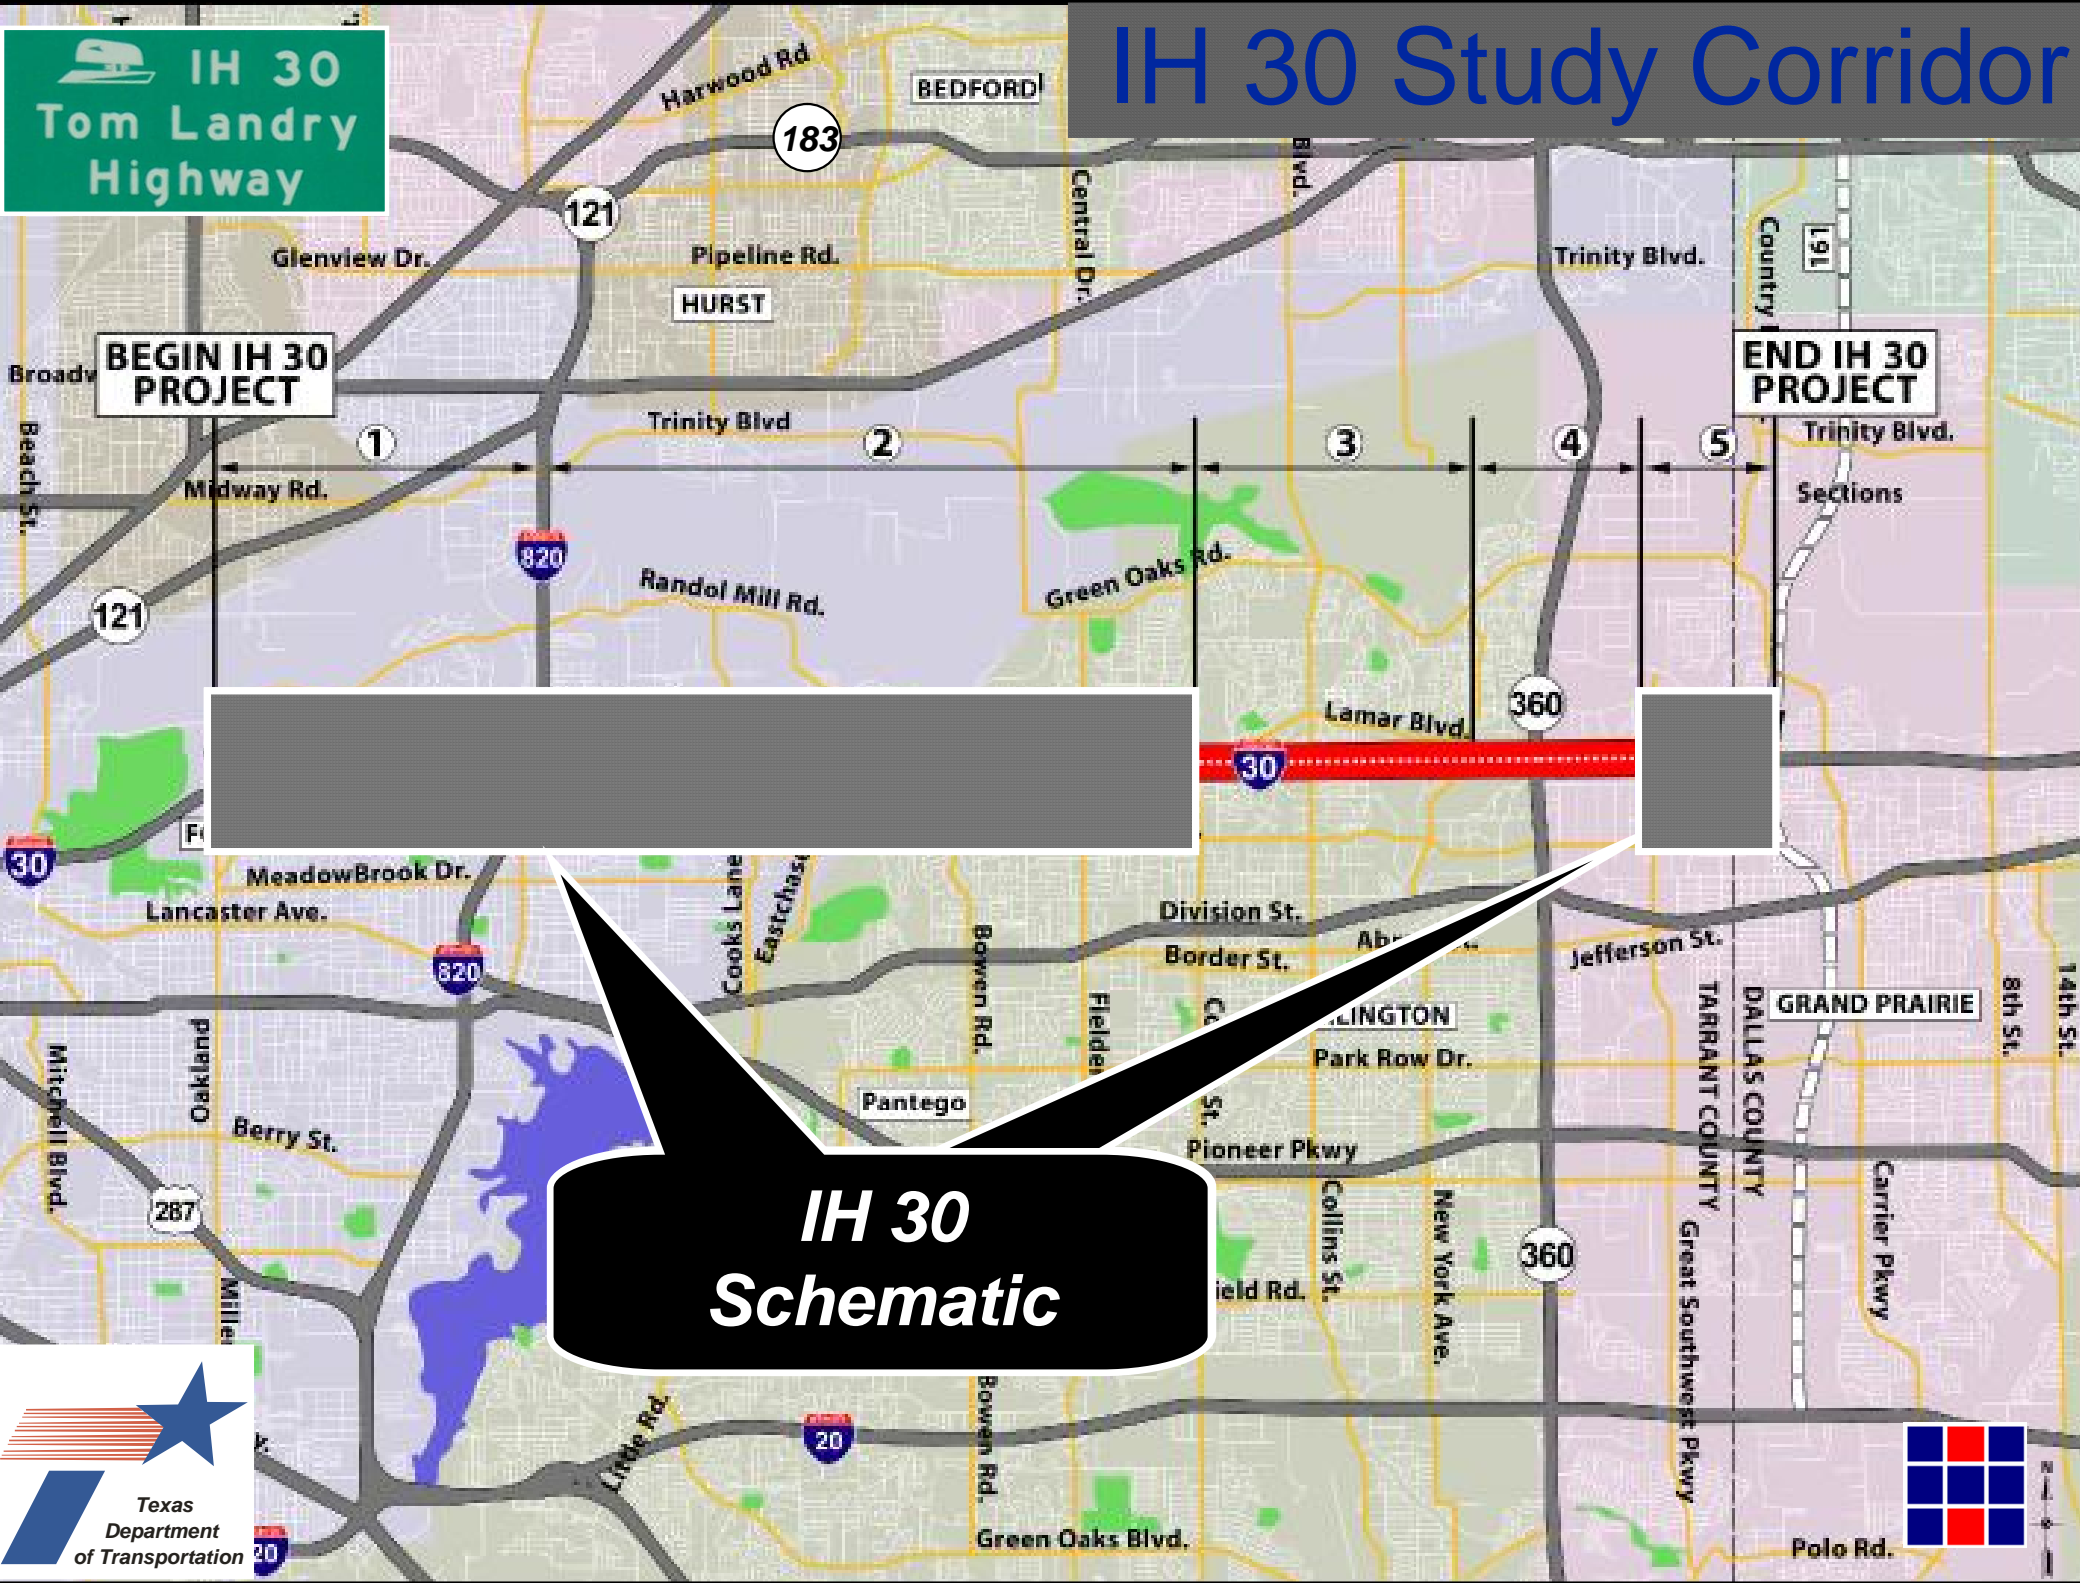 IH 30 Study Corridor
IH 30
Tom Landry
Highway
Harwood Rd
BEDFORD
183
121
Blvd.
Central Dr.
Glenview Dr.
Pipeline Rd.
HURST
Trinity Blvd.
Country
161
BEGIN IH 30
PROJECT
END IH 30
PROJECT
Beach St.
Trinity Blvd
Trinity Blvd.
1
2
3
4
5
Midway Rd.
Sections
820
Randol Mill Rd.
Green Oaks Rd.
121
360
Lamar Blvd.
30
30
MeadowBrook Dr.
Lancaster Ave.
Cooks Lane
Division St.
Border St.
Jefferson St.
820
Bowen Rd.
TARRANT COUNTY
DALLAS COUNTY
GRAND PRAIRIE
8th St.
14th St.
Oakland
Mitchell Blvd.
Park Row Dr.
Pantego
Berry St.
Pioneer Pkwy
287
IH 30
Schematic
Collins St.
New York Ave.
360
Great Southwest Pkwy
Carrier Pkwy
Little Rd.
20
Bowen Rd.
Green Oaks Blvd.
Polo Rd.
Texas
Department
of Transportation
20
N